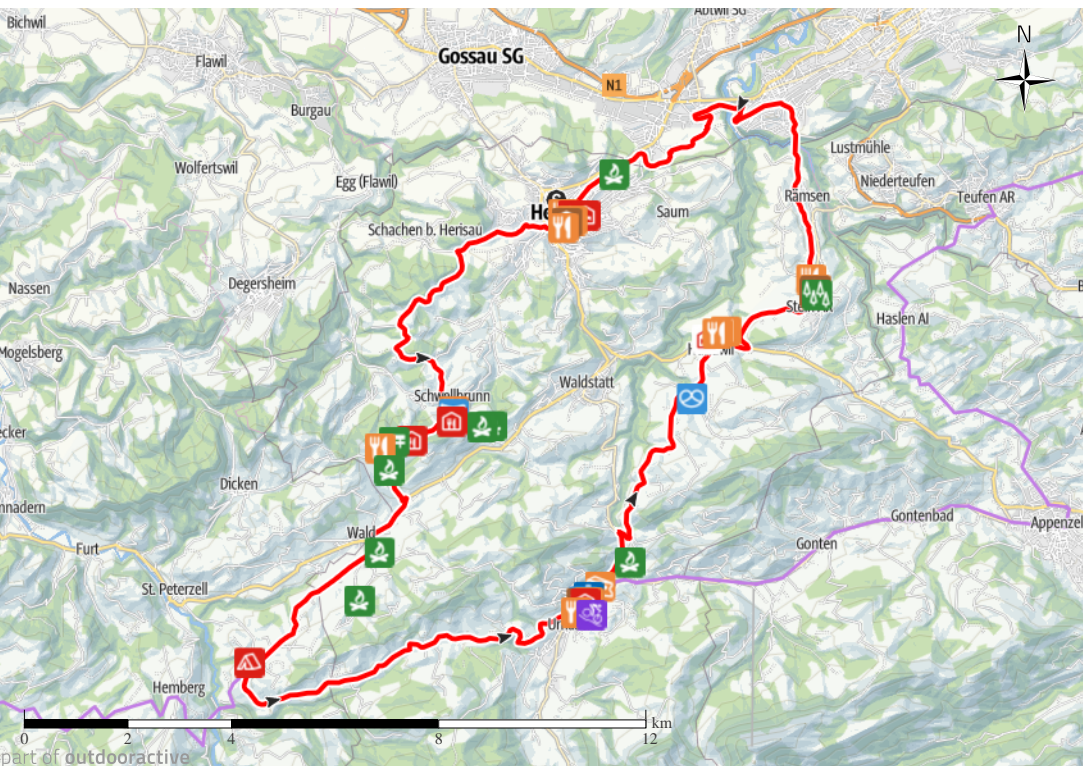 Abtwil SG
Bichwil
N
Gossau SG
Flawil
N1
Burgau
Lustmühle
Wolfertswil
Egg (Flawil)
Niederteufen
Rämsen
Teufen AR
He
Saum
Schachen b. Herisau
Degersheim
Nassen
Haslen AI
Mogelsberg
Waldstatt
Schwellbrunn
Dicken
Gontenbad
Appenzel
Wald
Gonten
Furt
St. Peterzell
Hemberg
km
0
2
4
8
12
part of outdooractive